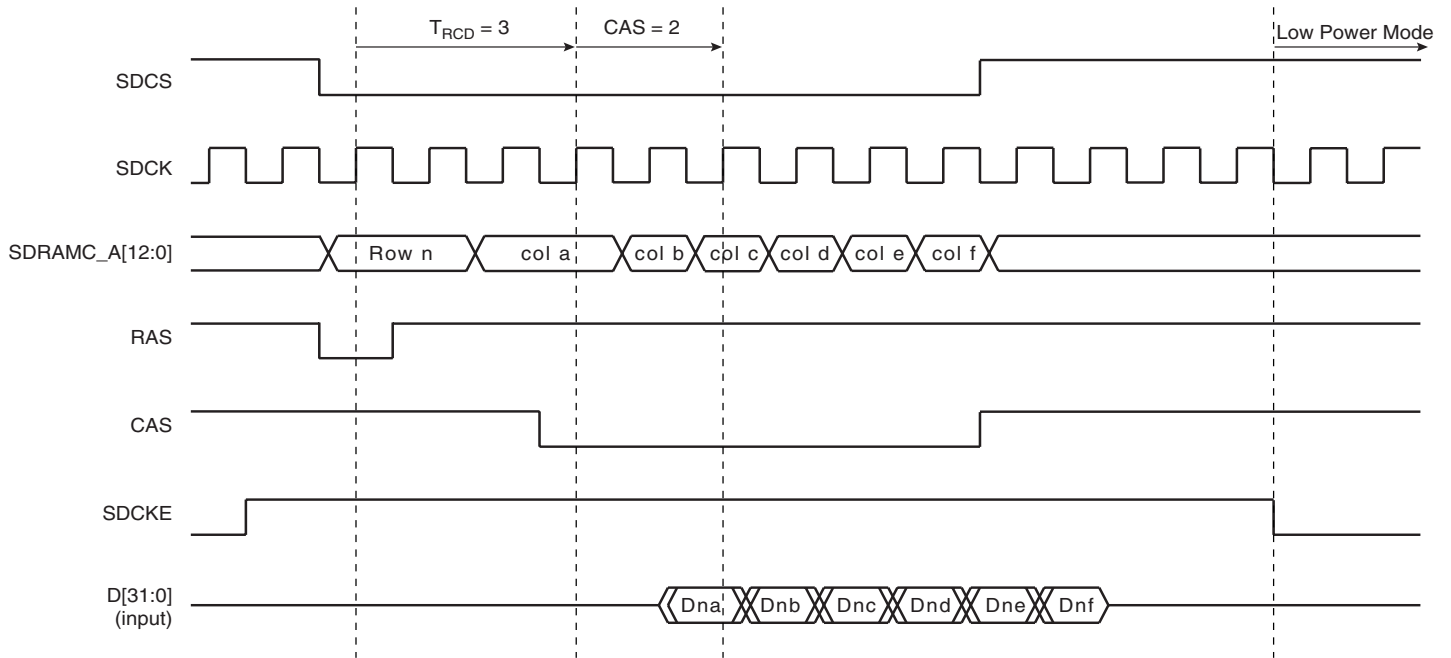 T_RCD = 3
CAS = 2
Low Power Mode
SDCS
SDCK
SDRAMC_A[12:0]
Row n
col a
col b
col c
col d
col e
col f
RAS
CAS
SDCKE
D[31:0]
(input)
Dna
Dnb
Dnc
Dnd
Dne
Dnf